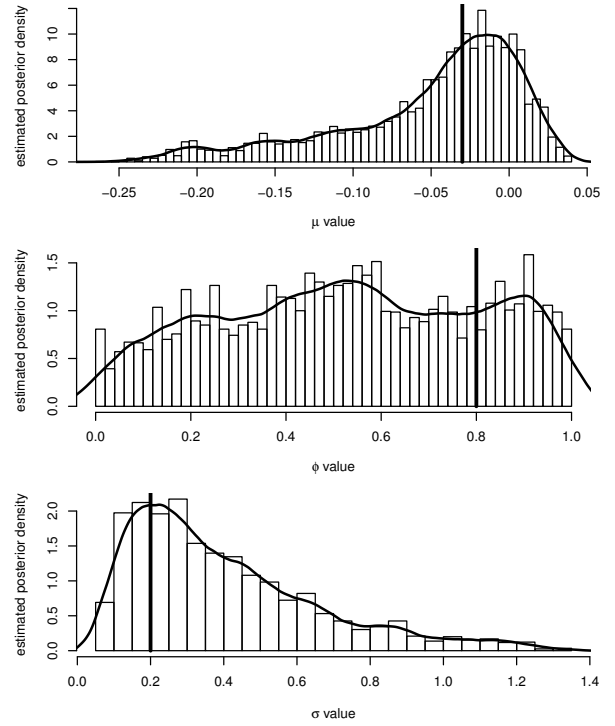 estimated posterior density
0 2 4 6 8 10
−0.25 −0.20 −0.15 −0.10 −0.05 0.00 0.05
μ value
estimated posterior density
0.0 0.5 1.0 1.5
0.0 0.2 0.4 0.6 0.8 1.0
ϕ value
estimated posterior density
0.0 0.5 1.0 1.5 2.0
0.0 0.2 0.4 0.6 0.8 1.0 1.2 1.4
σ value